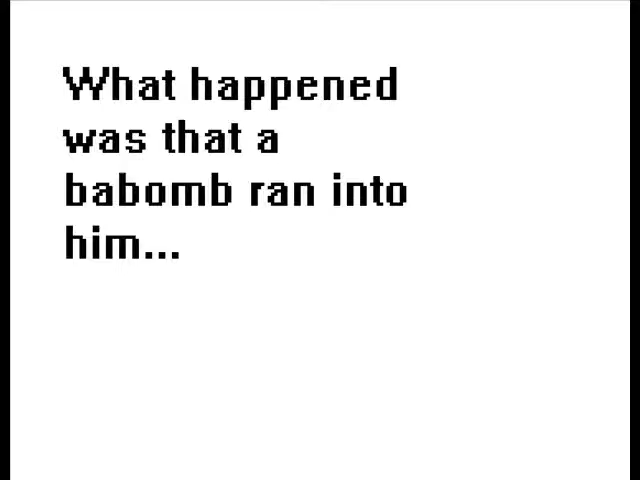 What happened
was that a
babomb ran into
him...